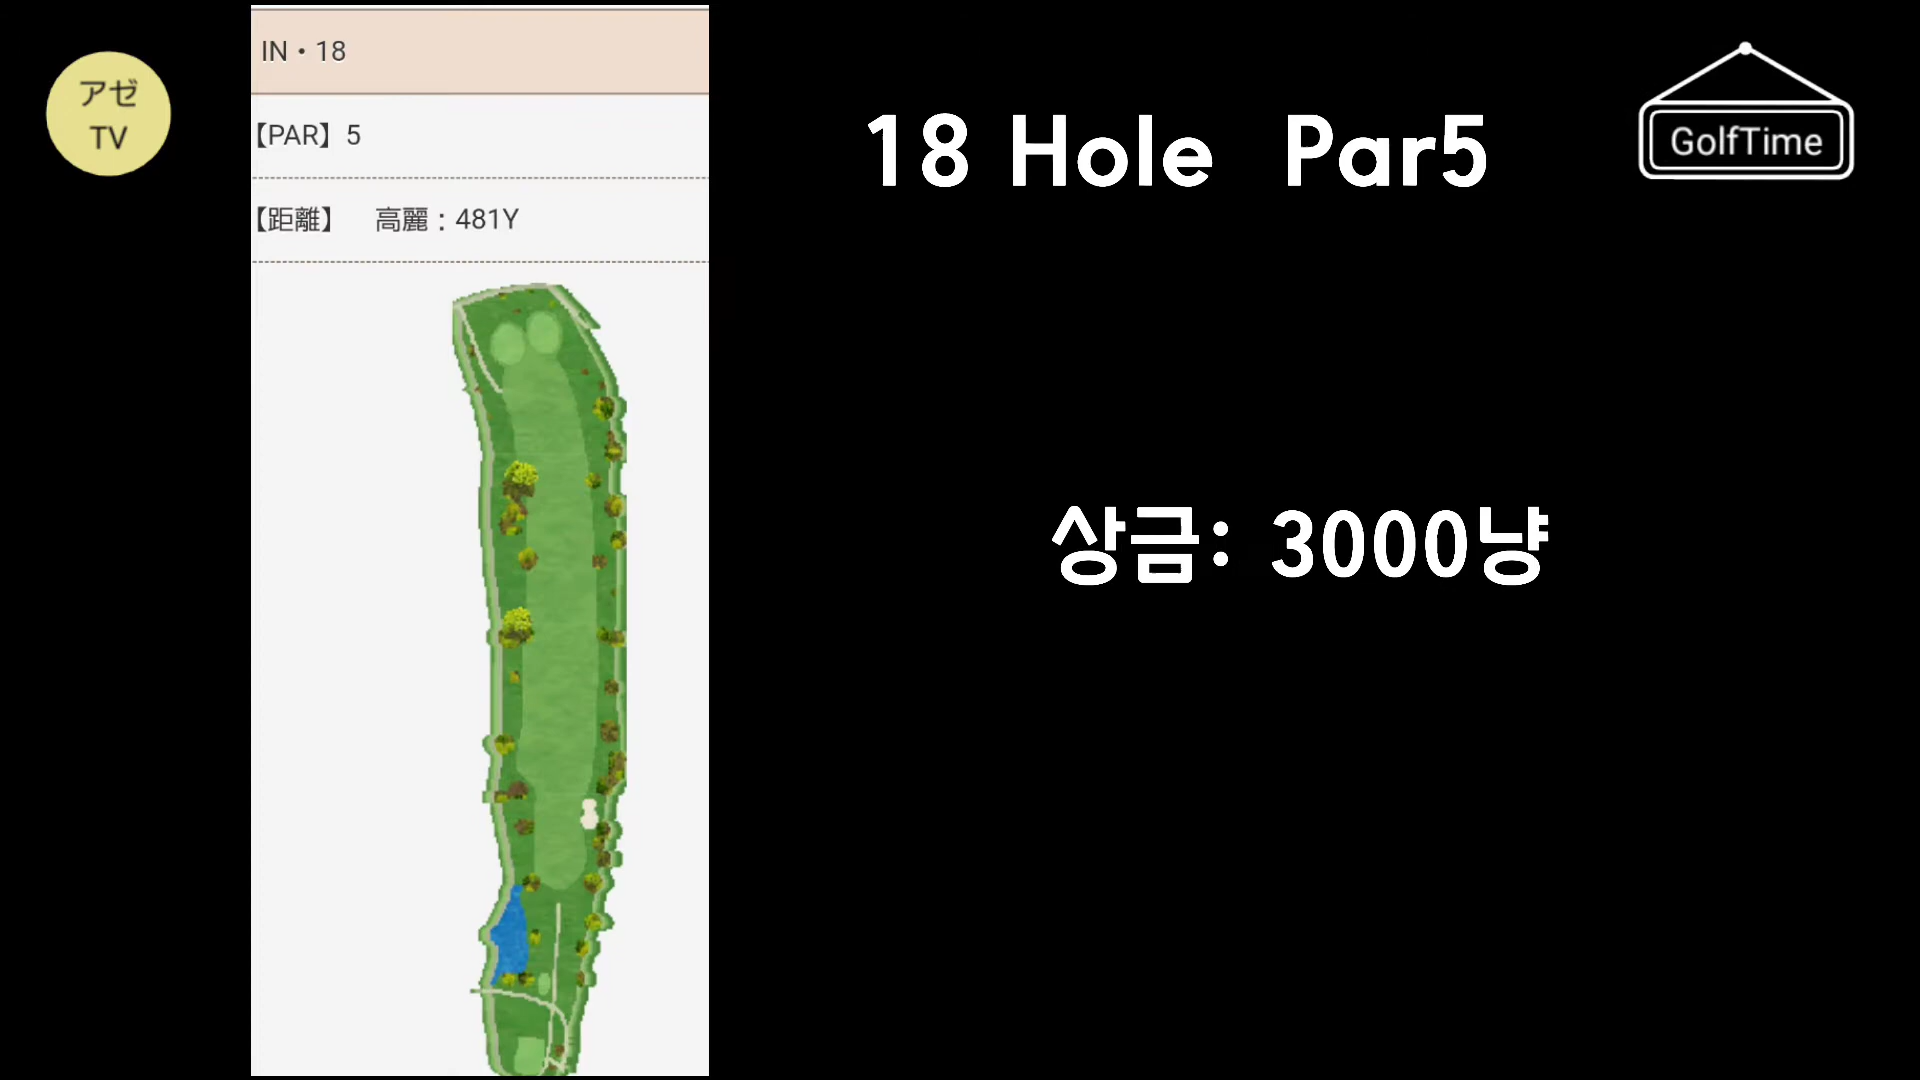 アゼ
TV
IN・18
【PAR】5
【距離】 高麗：481Y
18 Hole Par5
GolfTime
상금: 3000냥